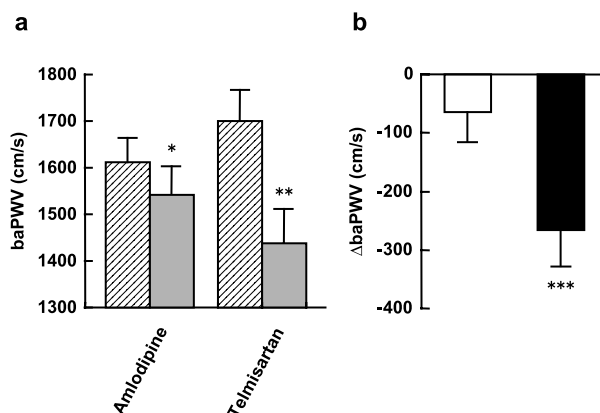 a
b
1800
1700
1600
1500
1400
1300
baPWV (cm/s)
*
**
Amlodipine
Telmisartan
0
-100
-200
-300
-400
ΔbaPWV (cm/s)
***